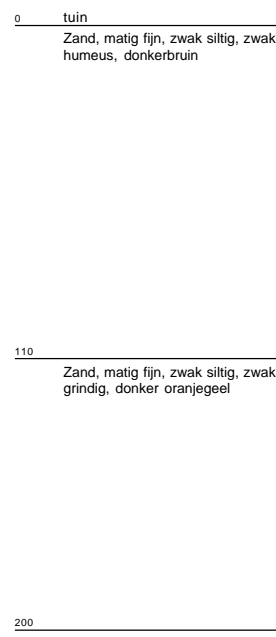 0 tuin
Zand, matig fijn, zwak siltig, zwak
humeus, donkerbruin
110
Zand, matig fijn, zwak siltig, zwak
grindig, donker oranjegeel
200